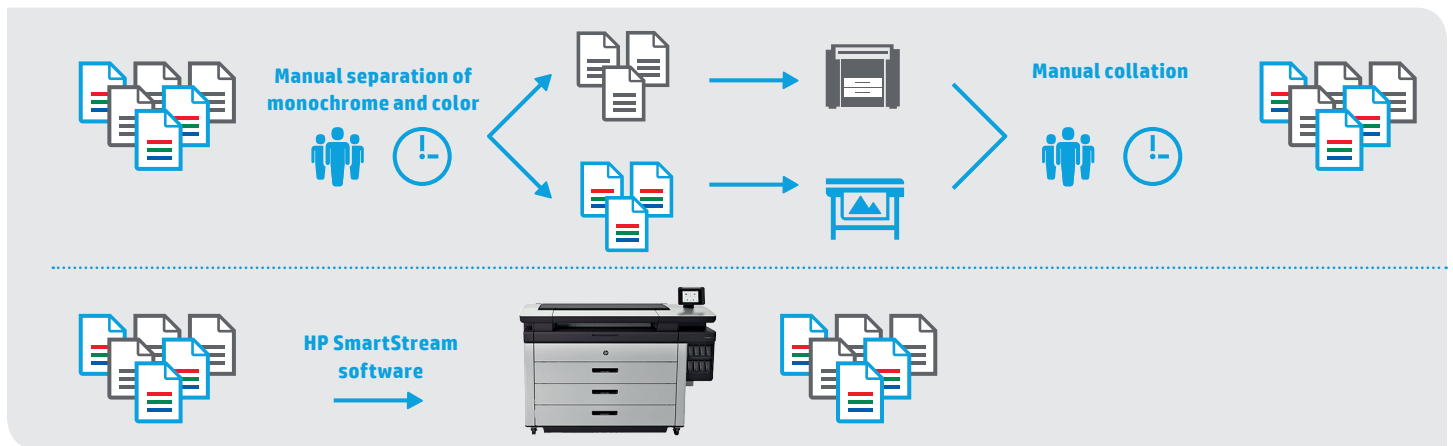 Manual separation of
monochrome and color
Manual collation
HP SmartStream
software